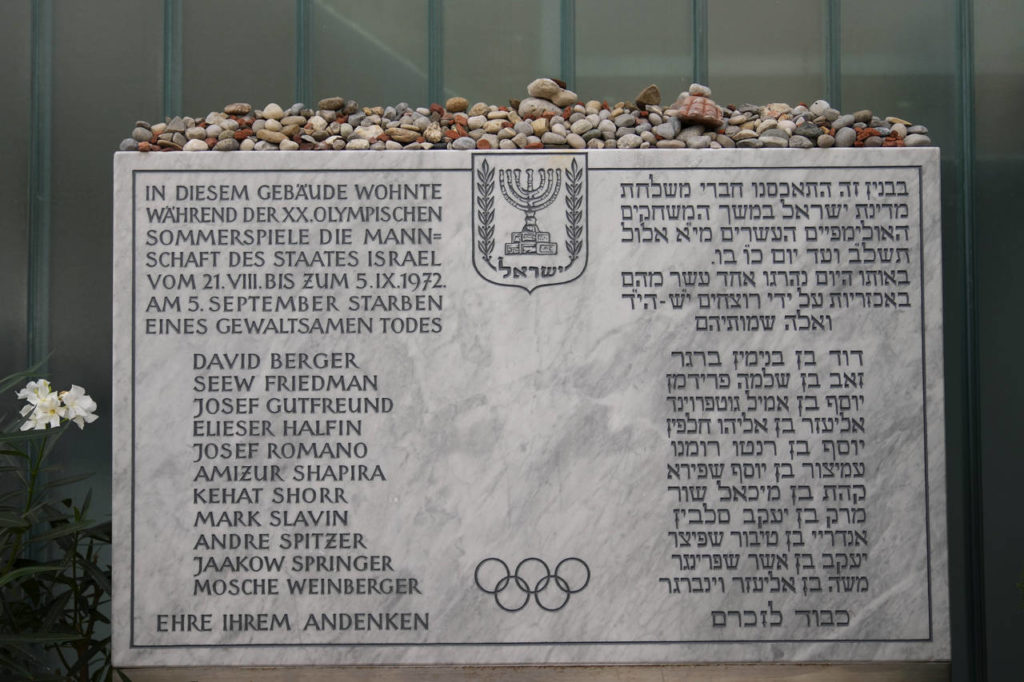 IN DIESEM GEBÄUDE WOHNTE
WÄHREND DER XX. OLYMPISCHEN
SOMMERSPIELE DIE MANN=
SCHAFT DES STAATES ISRAEL
VOM 21.VIII. BIS ZUM 5.IX.1972.
AM 5. SEPTEMBER STARBEN
EINES GEWALTSAMEN TODES
DAVID BERGER
SEEW FRIEDMAN
JOSEF GUTFREUND
ELIESER HALFIN
JOSEF ROMANO
AMIZUR SHAPIRA
KEHAT SHORR
MARK SLAVIN
ANDRE SPITZER
JAAKOW SPRINGER
MOSCHE WEINBERGER
EHRE IHREM ANDENKEN
ישראל
בבנין זה התאכסנו חברי משלחת
מדינת ישראל במשך המשחקים
האולימפיים העשרים מי״א אלול
תשל״ב ועד יום כ״ו בו.
באותו היום נהרגו אחד עשר מהם
באכזריות על ידי רוצחים יש״ו-הי״ד
ואלה שמותיהם
דוד בן בנימין ברגר
זאב בן שלמה פרידמן
יוסף בן אמיל גוטפרוינד
אליעזר בן אליהו חלפין
יוסף בן רנטו רומנו
עמיצור בן יוסף שפירא
קהת בן מיכאל שור
מרק בן יעקב סלבין
אנדריי בן טיבור שפיצר
יעקב בן אשר שפרינגר
משה בן אליעזר וינברגר
כבוד לזכרם